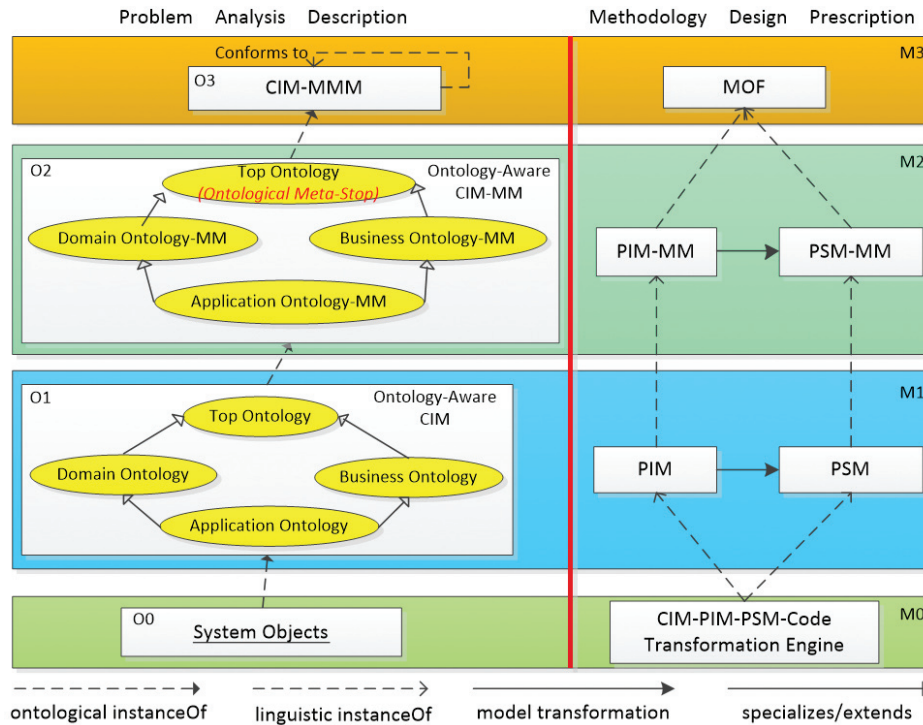 Problem Analysis Description
Methodology Design Prescription
M3
Conforms to
O3
CIM-MMM
MOF
M2
O2
Top Ontology
(Ontological Meta-Stop)
Ontology-Aware
CIM-MM
Domain Ontology-MM
Business Ontology-MM
Application Ontology-MM
PIM-MM
PSM-MM
M1
O1
Top Ontology
Ontology-Aware
CIM
Domain Ontology
Business Ontology
Application Ontology
PIM
PSM
M0
O0
System Objects
CIM-PIM-PSM-Code
Transformation Engine
ontological instanceOf
linguistic instanceOf
model transformation
specializes/extends